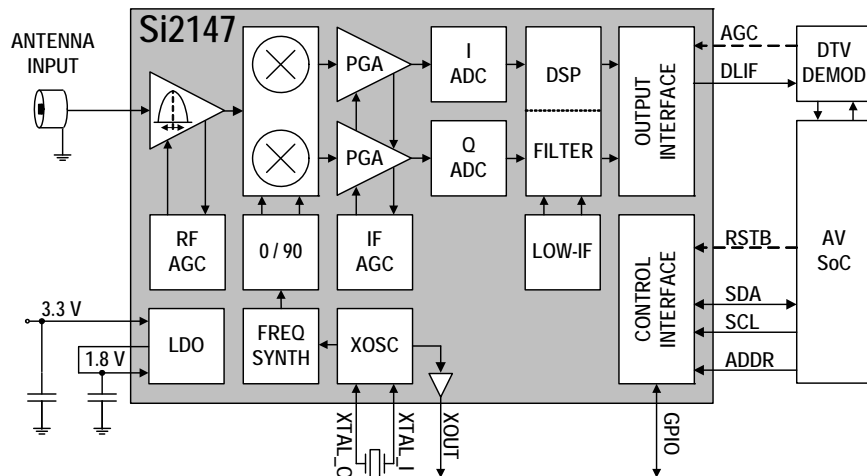 Si2147
ANTENNA
INPUT
PGA
PGA
I
ADC
Q
ADC
DSP
FILTER
OUTPUT
INTERFACE
AGC
DLIF
DTV
DEMOD
RF
AGC
0 / 90
IF
AGC
LOW-IF
CONTROL
INTERFACE
RSTB
SDA
SCL
ADDR
AV
SoC
3.3 V
1.8 V
LDO
FREQ
SYNTH
XOSC
XTAL_O
XTAL_I
XOUT
GPIO